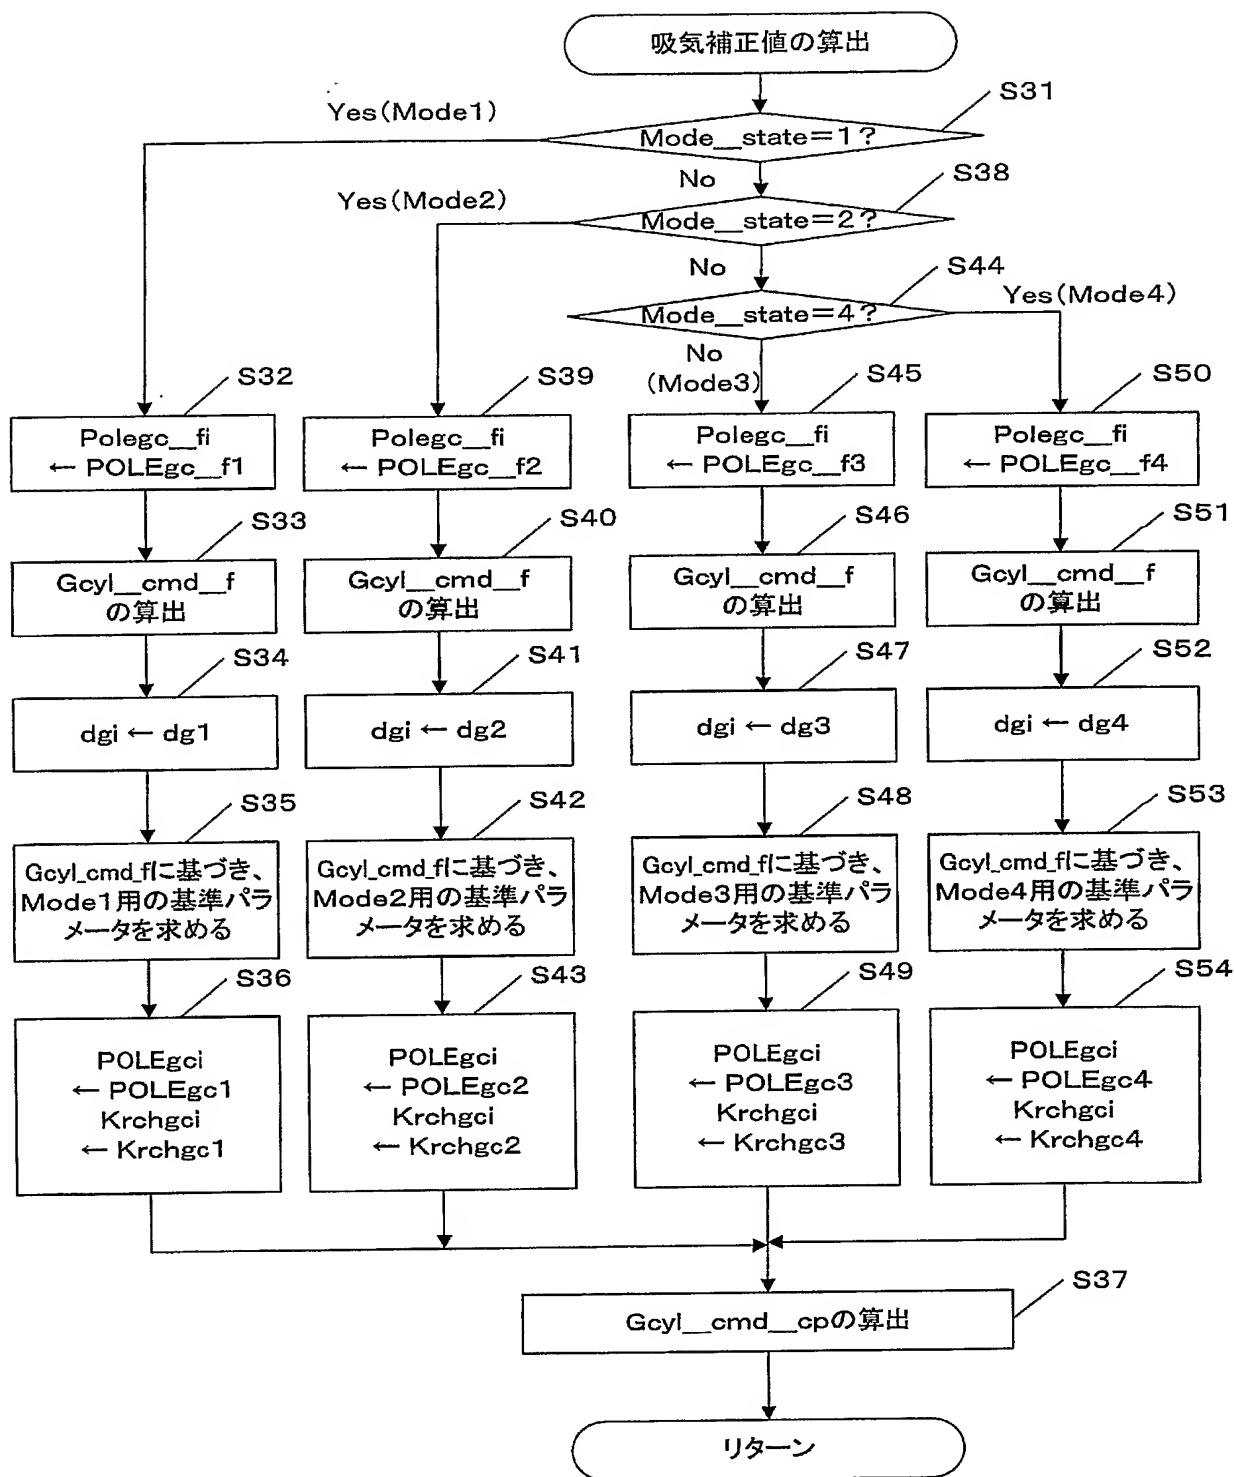 吸気補正値の算出
S31
Yes(Mode1)
Mode__state=1?
No
S38
Yes(Mode2)
Mode__state=2?
No
S44
Yes(Mode4)
Mode__state=4?
No
(Mode3)
S32
Polegc__fi
← POLEgc__f1
S33
Gcyl__cmd__f
の算出
S34
dgi ← dg1
S35
Gcyl_cmd_fに基づき、
Mode1用の基準パラ
メータを求める
S36
POLEgci
← POLEgc1
Krchgci
← Krchgc1
S39
Polegc__fi
← POLEgc__f2
S40
Gcyl__cmd__f
の算出
S41
dgi ← dg2
S42
Gcyl_cmd_fに基づき、
Mode2用の基準パラ
メータを求める
S43
POLEgci
← POLEgc2
Krchgci
← Krchgc2
S45
Polegc__fi
← POLEgc__f3
S46
Gcyl__cmd__f
の算出
S47
dgi ← dg3
S48
Gcyl_cmd_fに基づき、
Mode3用の基準パラ
メータを求める
S49
POLEgci
← POLEgc3
Krchgci
← Krchgc3
S50
Polegc__fi
← POLEgc__f4
S51
Gcyl__cmd__f
の算出
S52
dgi ← dg4
S53
Gcyl_cmd_fに基づき、
Mode4用の基準パラ
メータを求める
S54
POLEgci
← POLEgc4
Krchgci
← Krchgc4
S37
Gcyl__cmd__cpの算出
リターン